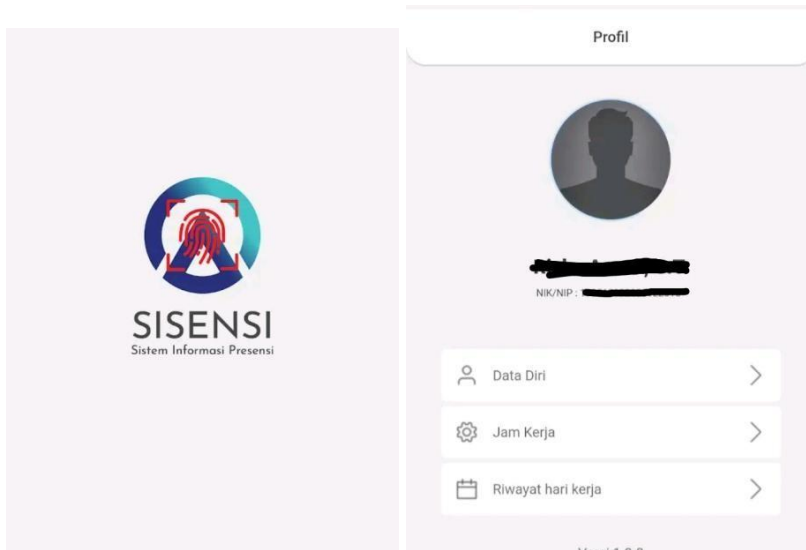 SISENSI
Sistem Informasi Presensi
Profil
NIK/NIP :
Data Diri
Jam Kerja
Riwayat hari kerja